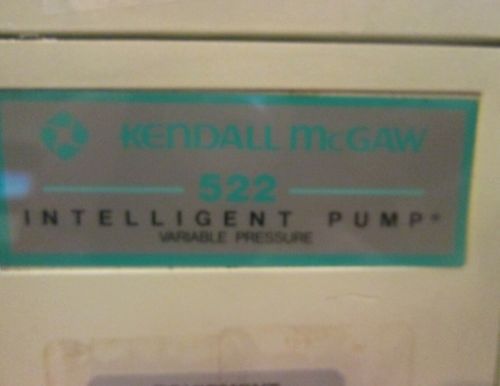 KENDALL McGAW
522
INTELLIGENT PUMP®
VARIABLE PRESSURE